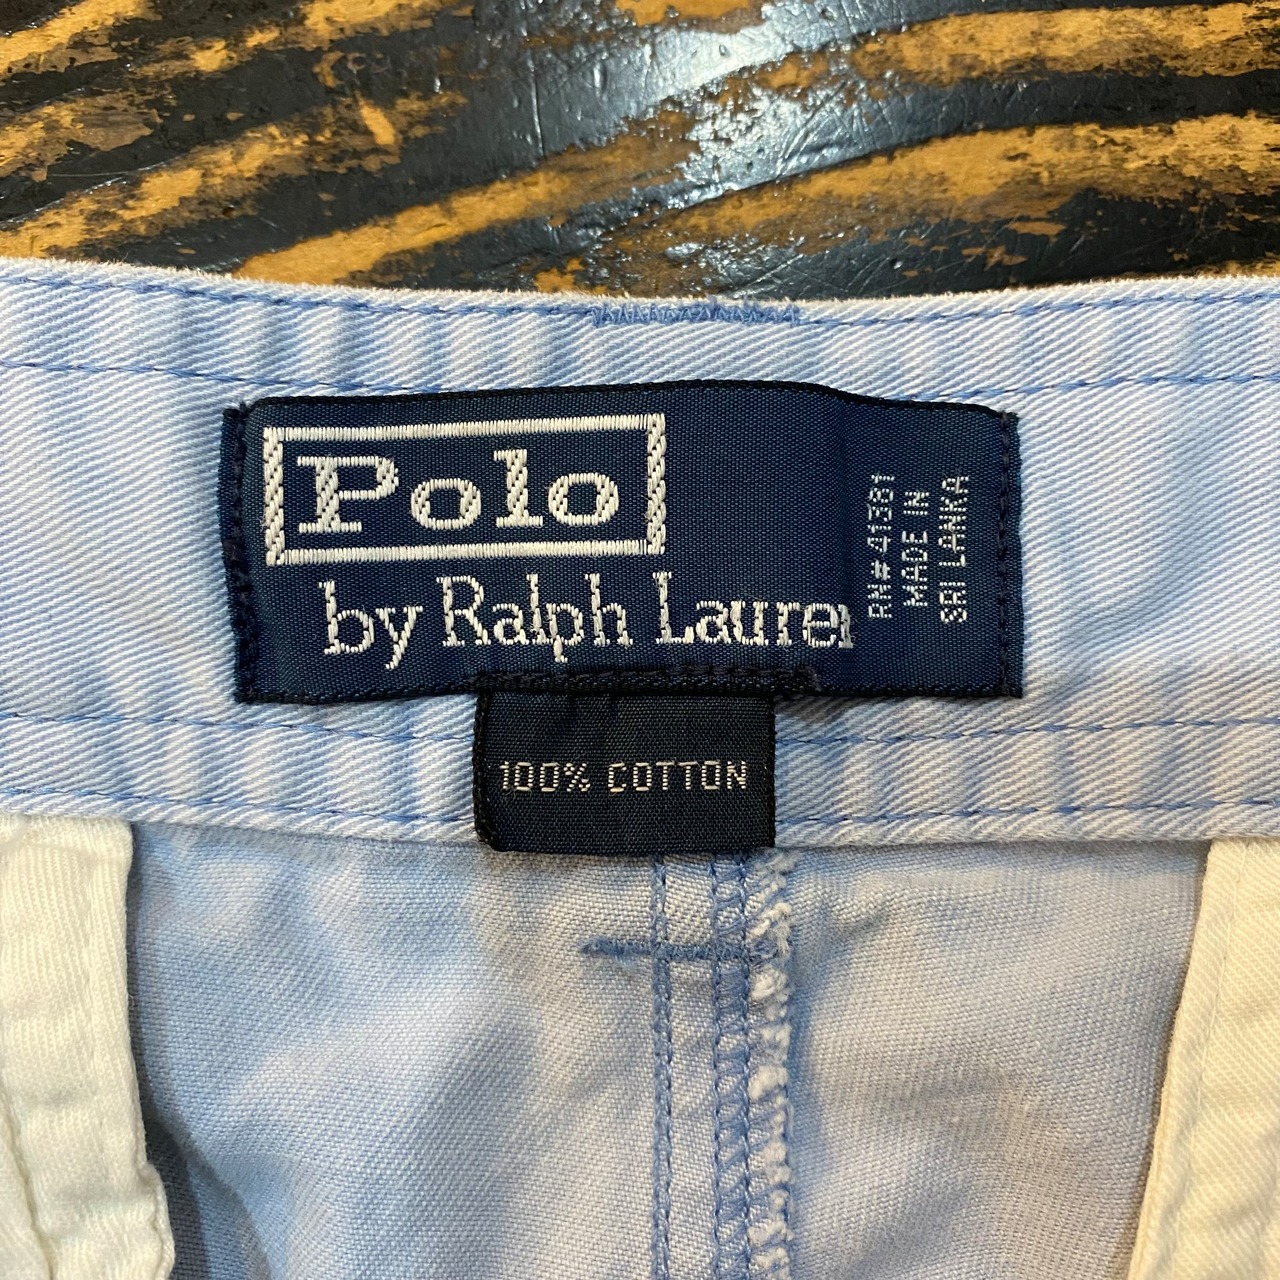 Polo
by Ralph Lauren
RN# 41381
MADE IN
SRI LANKA
100% COTTON